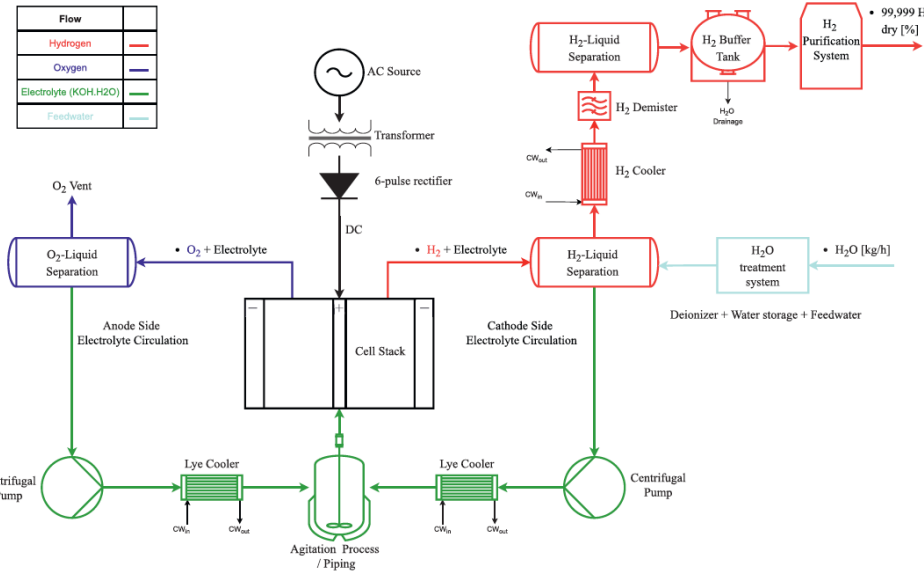 Flow
Hydrogen
Oxygen
Electrolyte (KOH.H2O)
Feedwater
AC Source
Transformer
6-pulse rectifier
DC
O₂ Vent
O₂-Liquid
Separation
• O₂ + Electrolyte
• H₂ + Electrolyte
H₂-Liquid
Separation
H₂ Buffer
Tank
H₂O
Drainage
H₂
Purification
System
• 99,999 H
dry [%]
H₂ Demister
CWout
H₂ Cooler
CWin
H₂-Liquid
Separation
H₂O
treatment
system
• H₂O [kg/h]
Deionizer + Water storage + Feedwater
Anode Side
Electrolyte Circulation
Cathode Side
Electrolyte Circulation
− + −
Cell Stack
ntrifugal
Pump
Lye Cooler
CWin
CWout
Agitation Process
/ Piping
Lye Cooler
CWin
CWout
Centrifugal
Pump